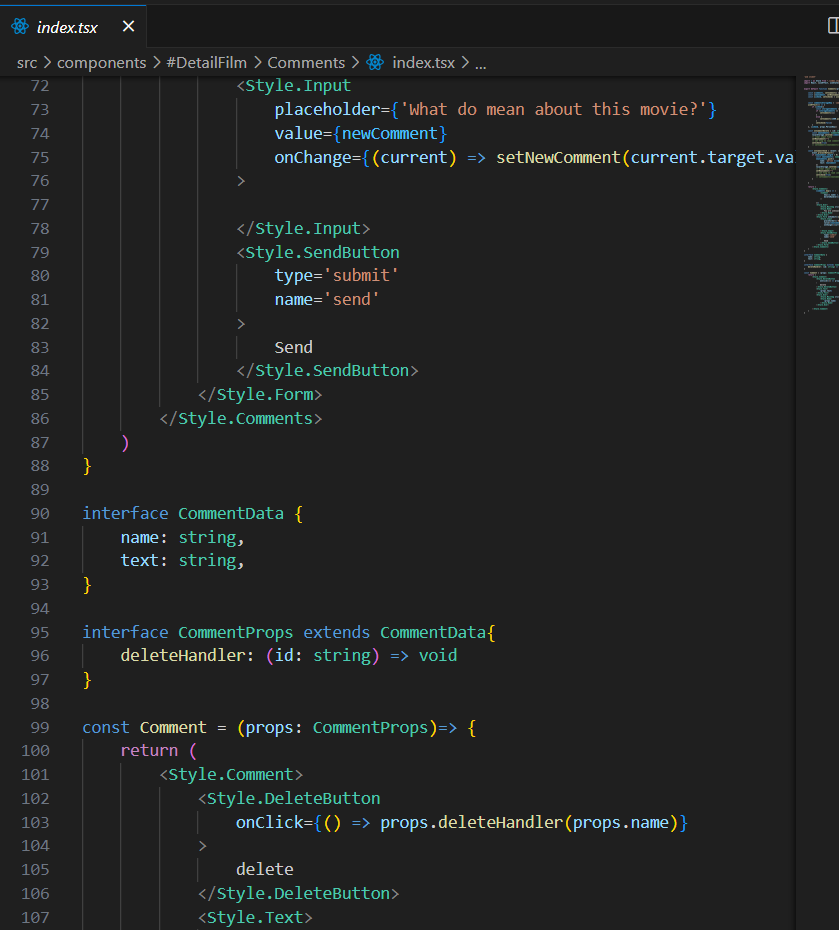 index.tsx
src > components > #DetailFilm > Comments > index.tsx > ...
72 <Style.Input
73 placeholder={'What do mean about this movie?'}
74 value={newComment}
75 onChange={(current) => setNewComment(current.target.va
76 >
77
78 </Style.Input>
79 <Style.SendButton
80 type='submit'
81 name='send'
82 >
83 Send
84 </Style.SendButton>
85 </Style.Form>
86 </Style.Comments>
87 )
88 }
89
90 interface CommentData {
91 name: string,
92 text: string,
93 }
94
95 interface CommentProps extends CommentData{
96 deleteHandler: (id: string) => void
97 }
98
99 const Comment = (props: CommentProps)=> {
100 return (
101 <Style.Comment>
102 <Style.DeleteButton
103 onClick={() => props.deleteHandler(props.name)}
104 >
105 delete
106 </Style.DeleteButton>
107 <Style.Text>